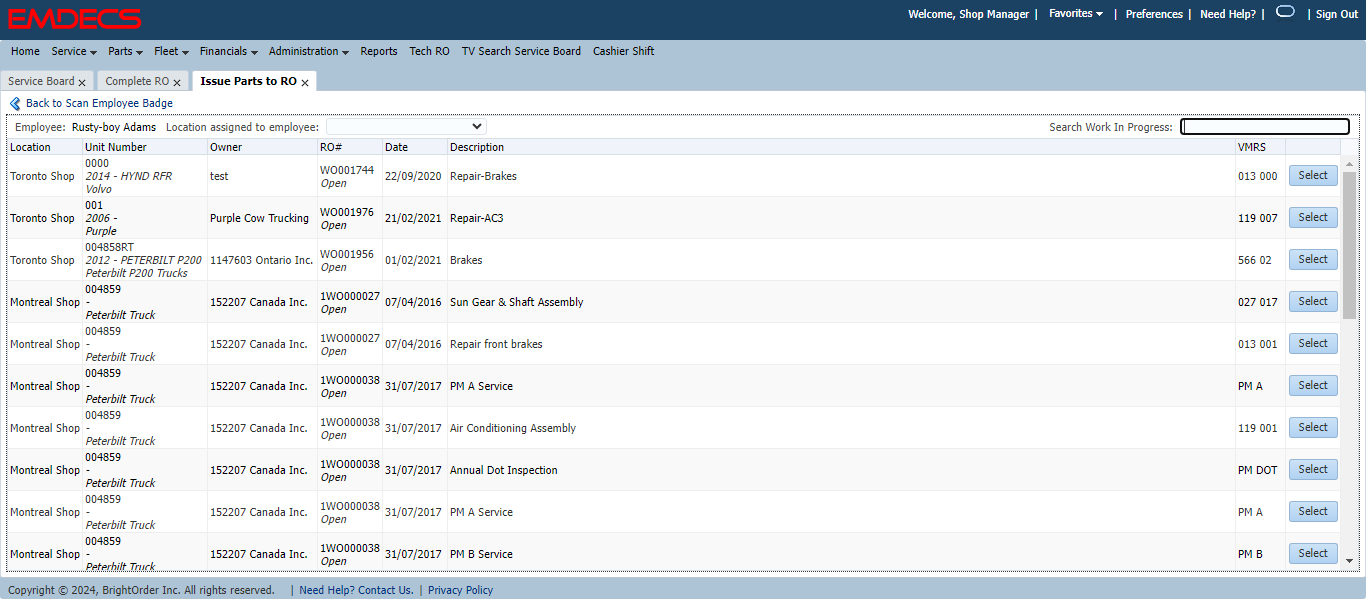 EMDECS
Welcome, Shop Manager | Favorites | Preferences | Need Help? | | Sign Out
Home Service Parts Fleet Financials Administration Reports Tech RO TV Search Service Board Cashier Shift
Service Board x Complete RO x Issue Parts to RO x
Back to Scan Employee Badge
Employee: Rusty-boy Adams Location assigned to employee: Search Work In Progress:
Location Unit Number Owner RO# Date Description VMRS
0000
Toronto Shop 2014 - HYND RFR test WO001744 22/09/2020 Repair-Brakes 013 000 Select
Volvo Open
001
Toronto Shop 2006 - Purple Cow Trucking WO001976 21/02/2021 Repair-AC3 119 007 Select
Purple Open
004858RT
Toronto Shop 2012 - PETERBILT P200 1147603 Ontario Inc. WO001956 01/02/2021 Brakes 566 02 Select
Peterbilt P200 Trucks Open
004859
Montreal Shop - 152207 Canada Inc. 1WO000027 07/04/2016 Sun Gear & Shaft Assembly 027 017 Select
Peterbilt Truck Open
004859
Montreal Shop - 152207 Canada Inc. 1WO000027 07/04/2016 Repair front brakes 013 001 Select
Peterbilt Truck Open
004859
Montreal Shop - 152207 Canada Inc. 1WO000038 31/07/2017 PM A Service PM A Select
Peterbilt Truck Open
004859
Montreal Shop - 152207 Canada Inc. 1WO000038 31/07/2017 Air Conditioning Assembly 119 001 Select
Peterbilt Truck Open
004859
Montreal Shop - 152207 Canada Inc. 1WO000038 31/07/2017 Annual Dot Inspection PM DOT Select
Peterbilt Truck Open
004859
Montreal Shop - 152207 Canada Inc. 1WO000038 31/07/2017 PM A Service PM A Select
Peterbilt Truck Open
004859
Montreal Shop - 152207 Canada Inc. 1WO000038 31/07/2017 PM B Service PM B Select
Peterbilt Truck Open
Copyright © 2024, BrightOrder Inc. All rights reserved. | Need Help? Contact Us. | Privacy Policy